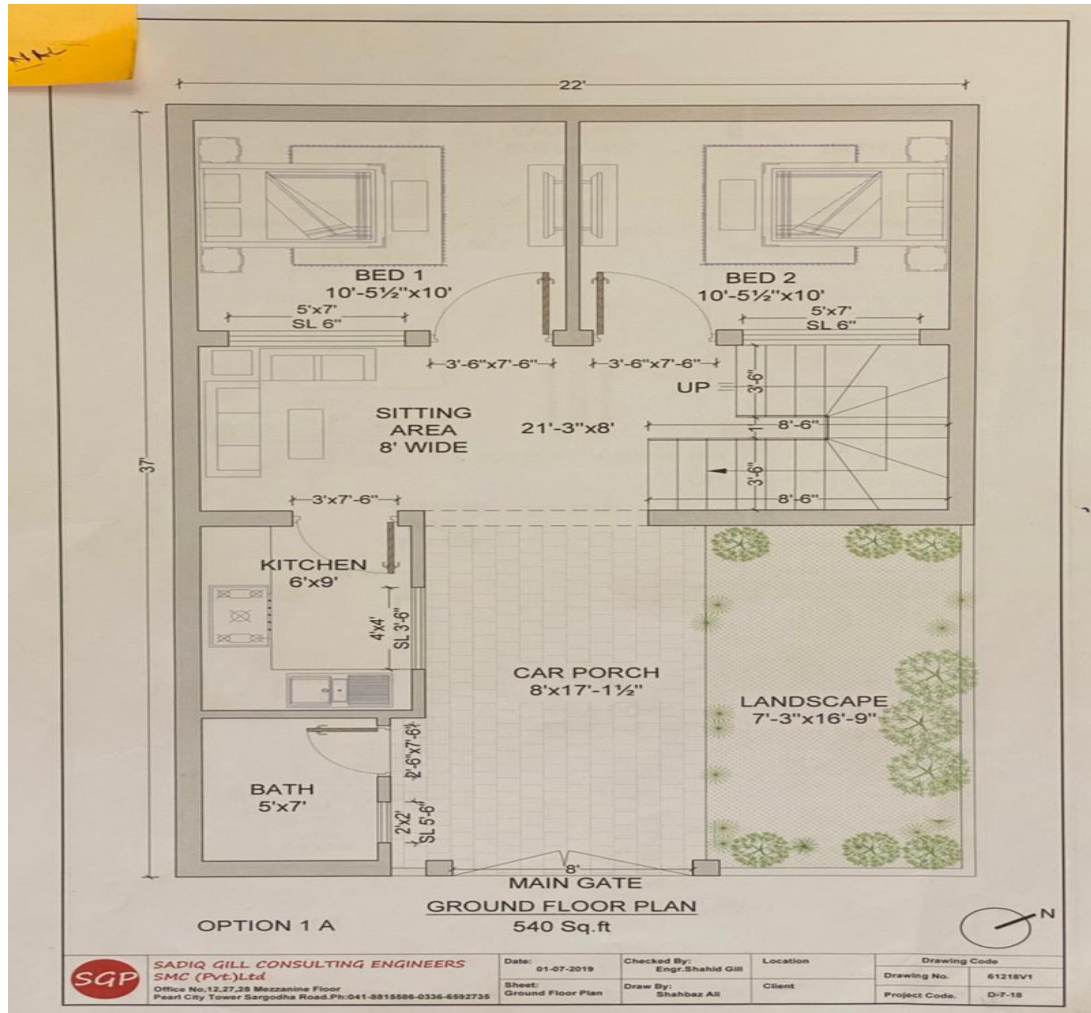 22'
37'
BED 1
10'-5½"x10'
5'x7'
SL 6"
BED 2
10'-5½"x10'
5'x7'
SL 6"
3'-6"x7'-6"
3'-6"x7'-6"
UP
3'-6"
SITTING
AREA
8' WIDE
21'-3"x8'
1'
8'-6"
3'-6"
8'-6"
3'x7'-6"
KITCHEN
6'x9'
4'x4'
SL 3'-6"
CAR PORCH
8'x17'-1½"
LANDSCAPE
7'-3"x16'-9"
2'-6"x7'-6"
BATH
5'x7'
2'x2'
SL 5'-6"
8'
MAIN GATE
GROUND FLOOR PLAN
540 Sq.ft
OPTION 1 A
N
SGP
SADIQ GILL CONSULTING ENGINEERS
SMC (Pvt.)Ltd
Office No,12,27,28 Mezzanine Floor
Pearl City Tower Sargodha Road.Ph:041-8815586-0336-6592735
Date:
01-07-2019
Sheet:
Ground Floor Plan
Checked By:
Engr.Shahid Gill
Draw By:
Shahbaz Ali
Location
Client
Drawing Code
Drawing No. 61218V1
Project Code. D-7-18